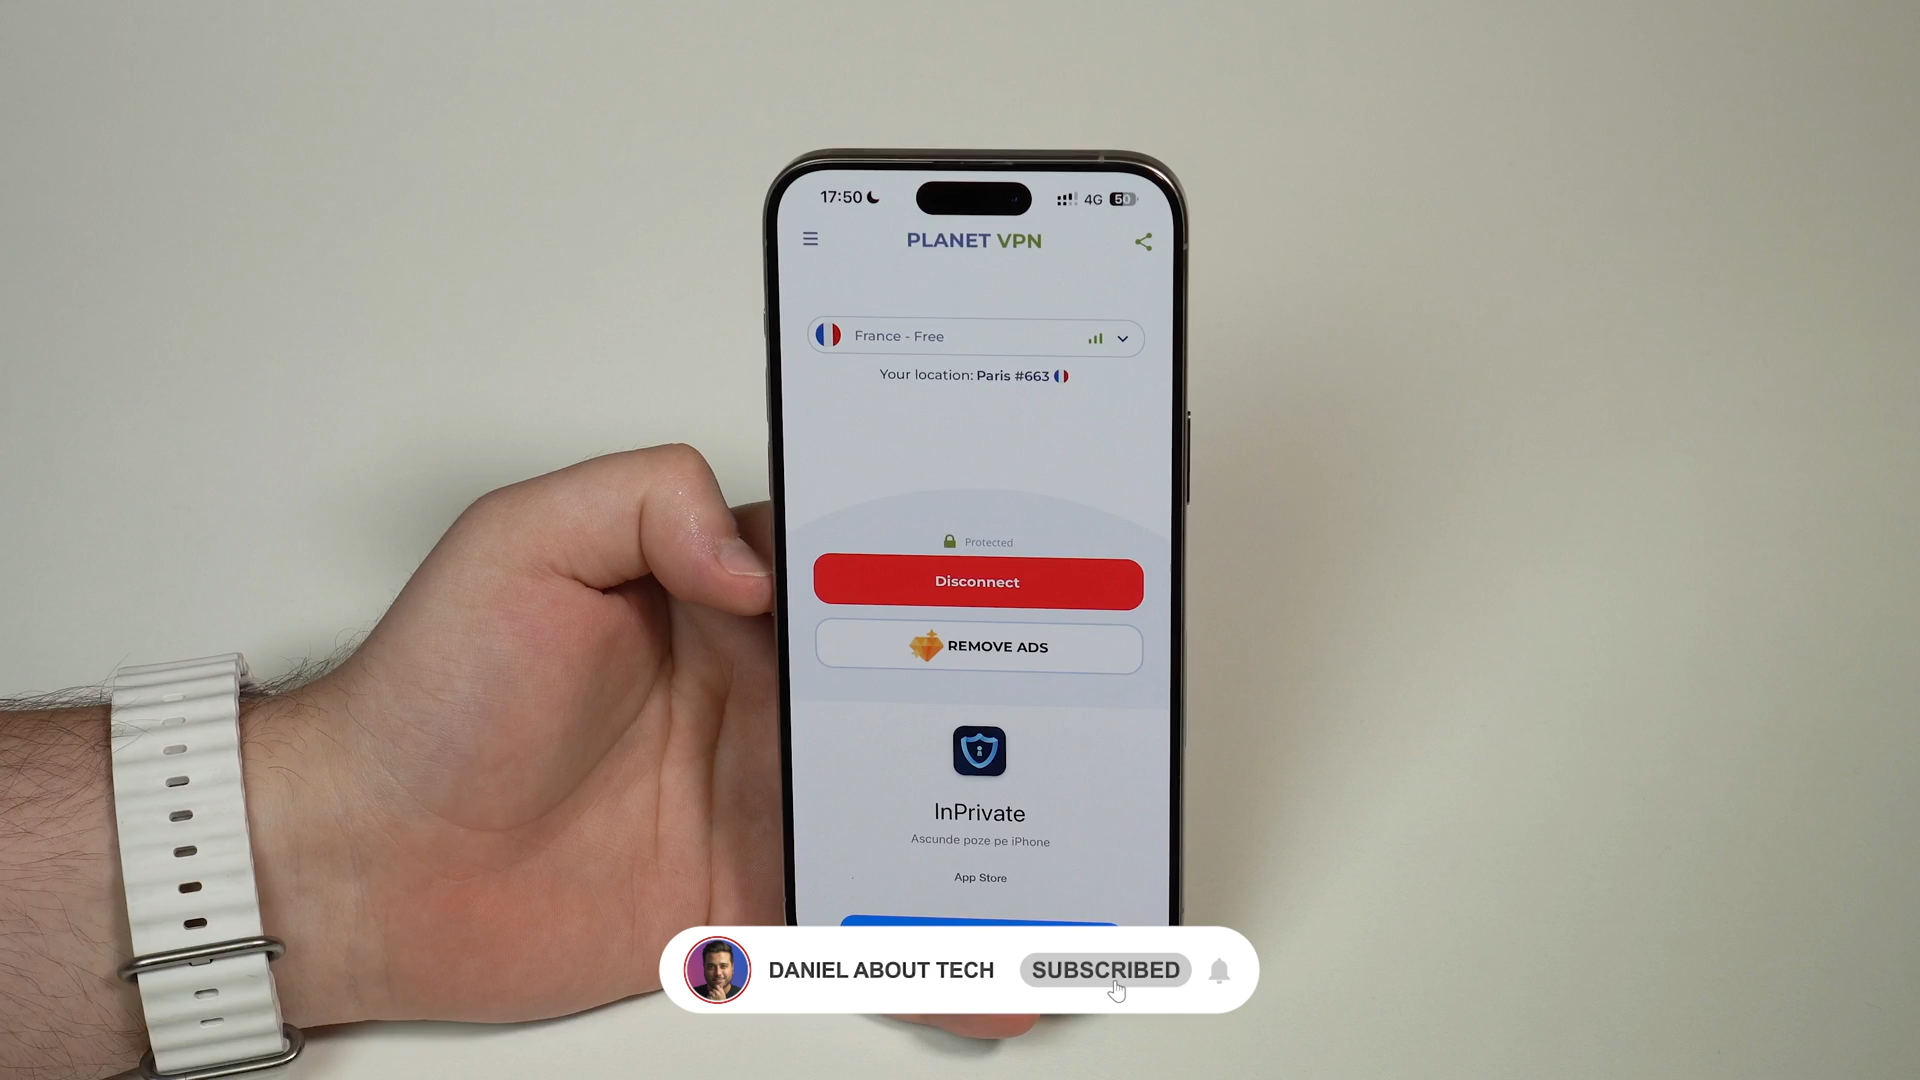 17:50
4G 50
PLANET VPN
France - Free
Your location: Paris #663
Protected
Disconnect
REMOVE ADS
InPrivate
Ascunde poze pe iPhone
App Store
DANIEL ABOUT TECH
SUBSCRIBED